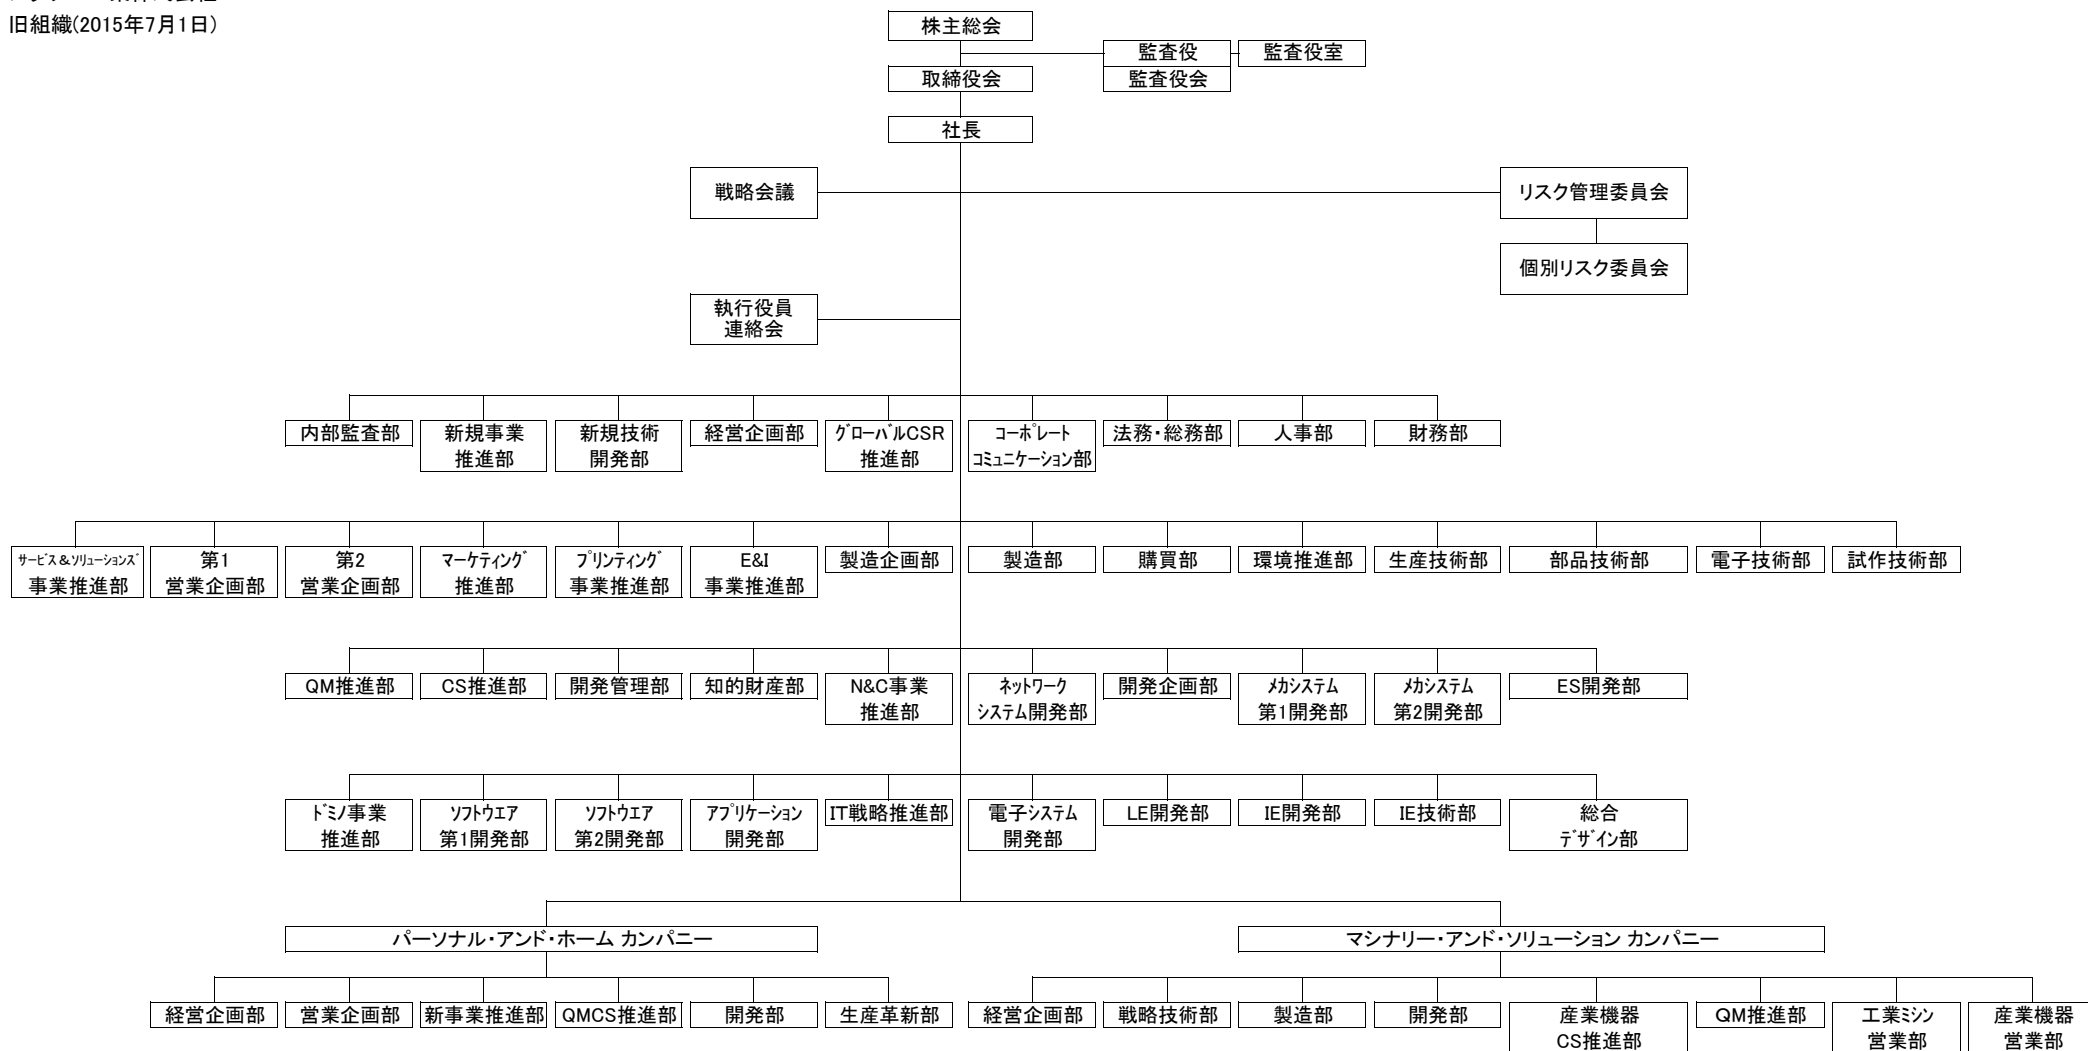 旧組織(2015年7月1日)
株主総会
監査役
監査役室
取締役会
監査役会
社長
戦略会議
リスク管理委員会
個別リスク委員会
執行役員
連絡会
内部監査部
新規事業
推進部
新規技術
開発部
経営企画部
ｸﾞﾛｰﾊﾞﾙCSR
推進部
ｺｰﾎﾟﾚｰﾄ
ｺﾐｭﾆｹｰｼｮﾝ部
法務・総務部
人事部
財務部
ｻｰﾋﾞｽ＆ｿﾘｭｰｼｮﾝｽﾞ
事業推進部
第1
営業企画部
第2
営業企画部
ﾏｰｹﾃｨﾝｸﾞ
推進部
ﾌﾟﾘﾝﾃｨﾝｸﾞ
事業推進部
E&I
事業推進部
製造企画部
製造部
購買部
環境推進部
生産技術部
部品技術部
電子技術部
試作技術部
QM推進部
CS推進部
開発管理部
知的財産部
N&C事業
推進部
ﾈｯﾄﾜｰｸ
ｼｽﾃﾑ開発部
開発企画部
ﾒｶｼｽﾃﾑ
第1開発部
ﾒｶｼｽﾃﾑ
第2開発部
ES開発部
ﾄﾞﾐﾉ事業
推進部
ｿﾌﾄｳｴｱ
第1開発部
ｿﾌﾄｳｴｱ
第2開発部
ｱﾌﾟﾘｹｰｼｮﾝ
開発部
IT戦略推進部
電子ｼｽﾃﾑ
開発部
LE開発部
IE開発部
IE技術部
総合
ﾃﾞｻﾞｲﾝ部
パーソナル・アンド・ホーム カンパニー
マシナリー・アンド・ソリューション カンパニー
経営企画部
営業企画部
新事業推進部
QMCS推進部
開発部
生産革新部
経営企画部
戦略技術部
製造部
開発部
産業機器
CS推進部
QM推進部
工業ﾐｼﾝ
営業部
産業機器
営業部